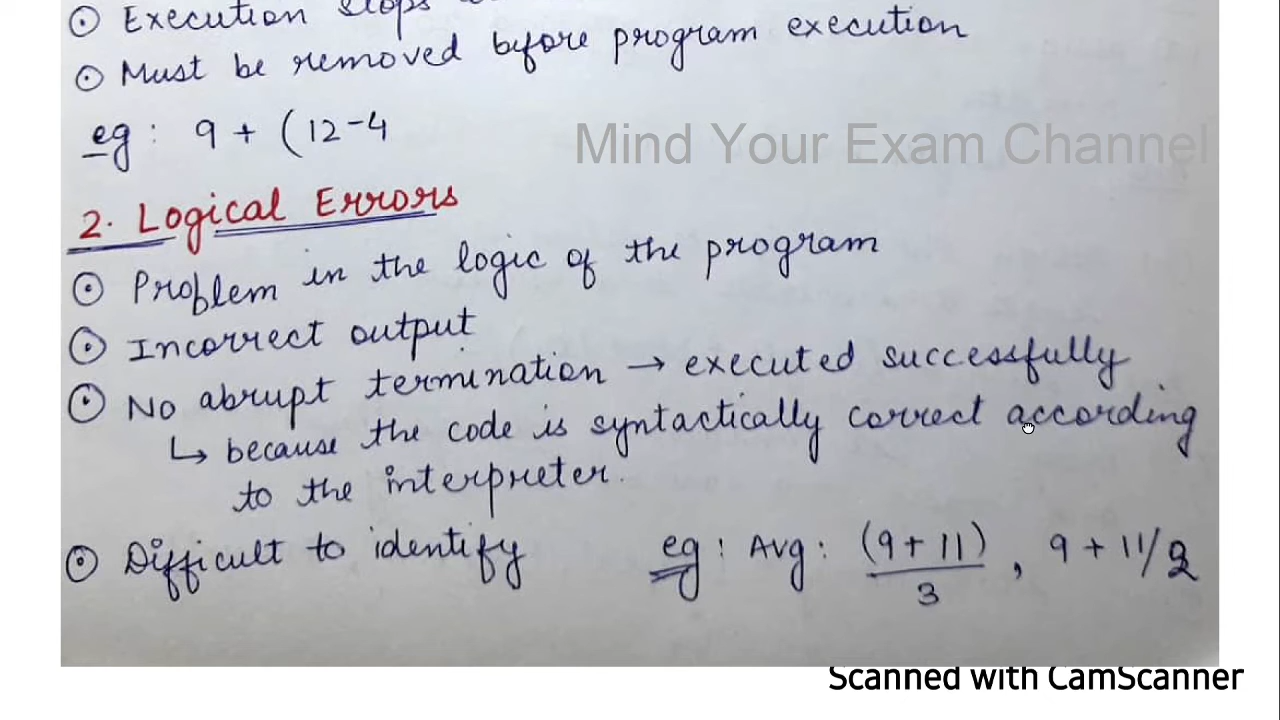 Execution stops
Must be removed before program execution
eg : 9 + (12-4
Mind Your Exam Channel
2. Logical Errors
Problem in the logic of the program
Incorrect output
No abrupt termination → executed successfully
↳ because the code is syntactically correct according
to the interpreter.
Difficult to identify eg : Avg : (9+11)/3 , 9 + 11/2
Scanned with CamScanner